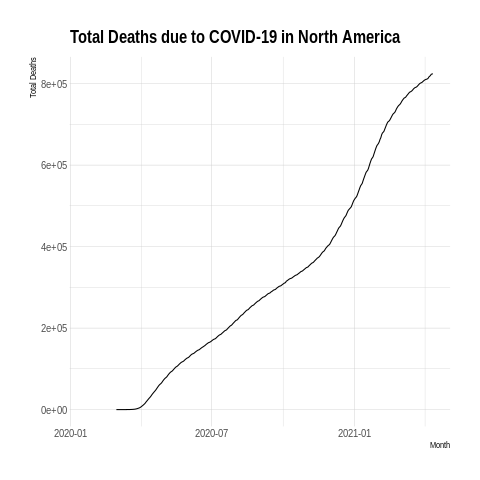 Total Deaths due to COVID-19 in North America
Total Deaths
8e+05
6e+05
4e+05
2e+05
0e+00
2020-01
2020-07
2021-01
Month